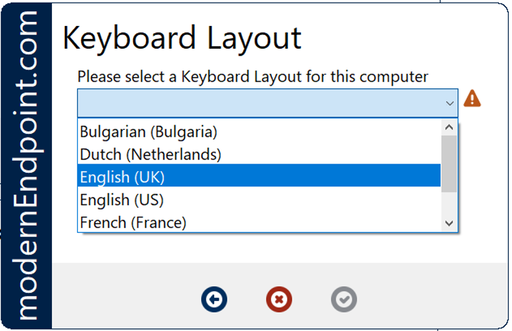 modernEndpoint.com
Keyboard Layout
Please select a Keyboard Layout for this computer
Bulgarian (Bulgaria)
Dutch (Netherlands)
English (UK)
English (US)
French (France)